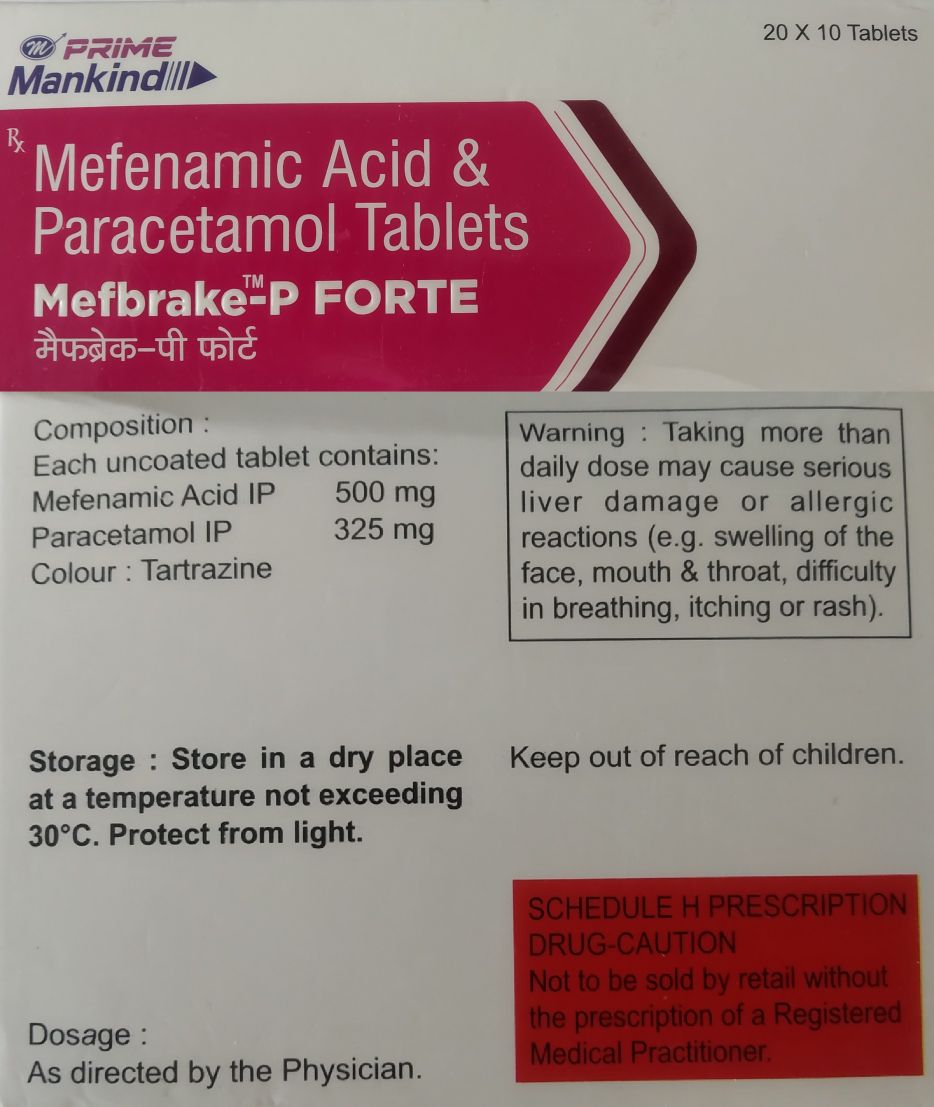 m PRIME
Mankind
20 X 10 Tablets
Rx
Mefenamic Acid &
Paracetamol Tablets
Mefbrake™-P FORTE
मैफब्रेक-पी फोर्ट
Composition :
Each uncoated tablet contains:
Mefenamic Acid IP 500 mg
Paracetamol IP 325 mg
Colour : Tartrazine
Warning : Taking more than
daily dose may cause serious
liver damage or allergic
reactions (e.g. swelling of the
face, mouth & throat, difficulty
in breathing, itching or rash).
Storage : Store in a dry place
at a temperature not exceeding
30°C. Protect from light.
Keep out of reach of children.
SCHEDULE H PRESCRIPTION
DRUG-CAUTION
Not to be sold by retail without
the prescription of a Registered
Medical Practitioner.
Dosage :
As directed by the Physician.